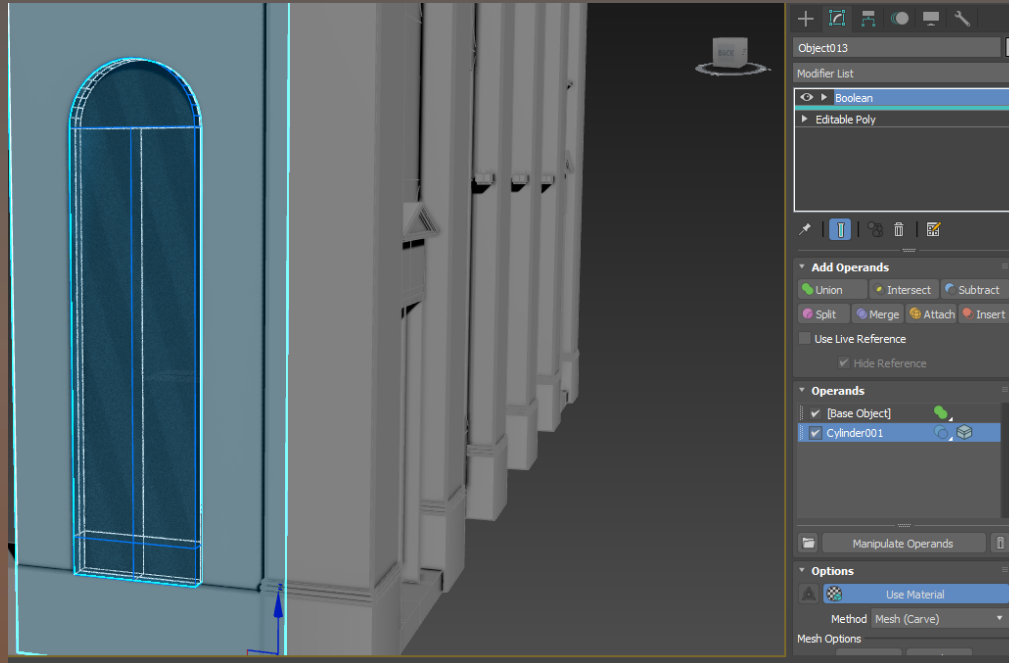 Object013
Modifier List
Boolean
Editable Poly
Add Operands
Union Intersect Subtract
Split Merge Attach Insert
Use Live Reference
Hide Reference
Operands
[Base Object]
Cylinder001
Manipulate Operands
Options
Use Material
Method Mesh (Carve)
Mesh Options